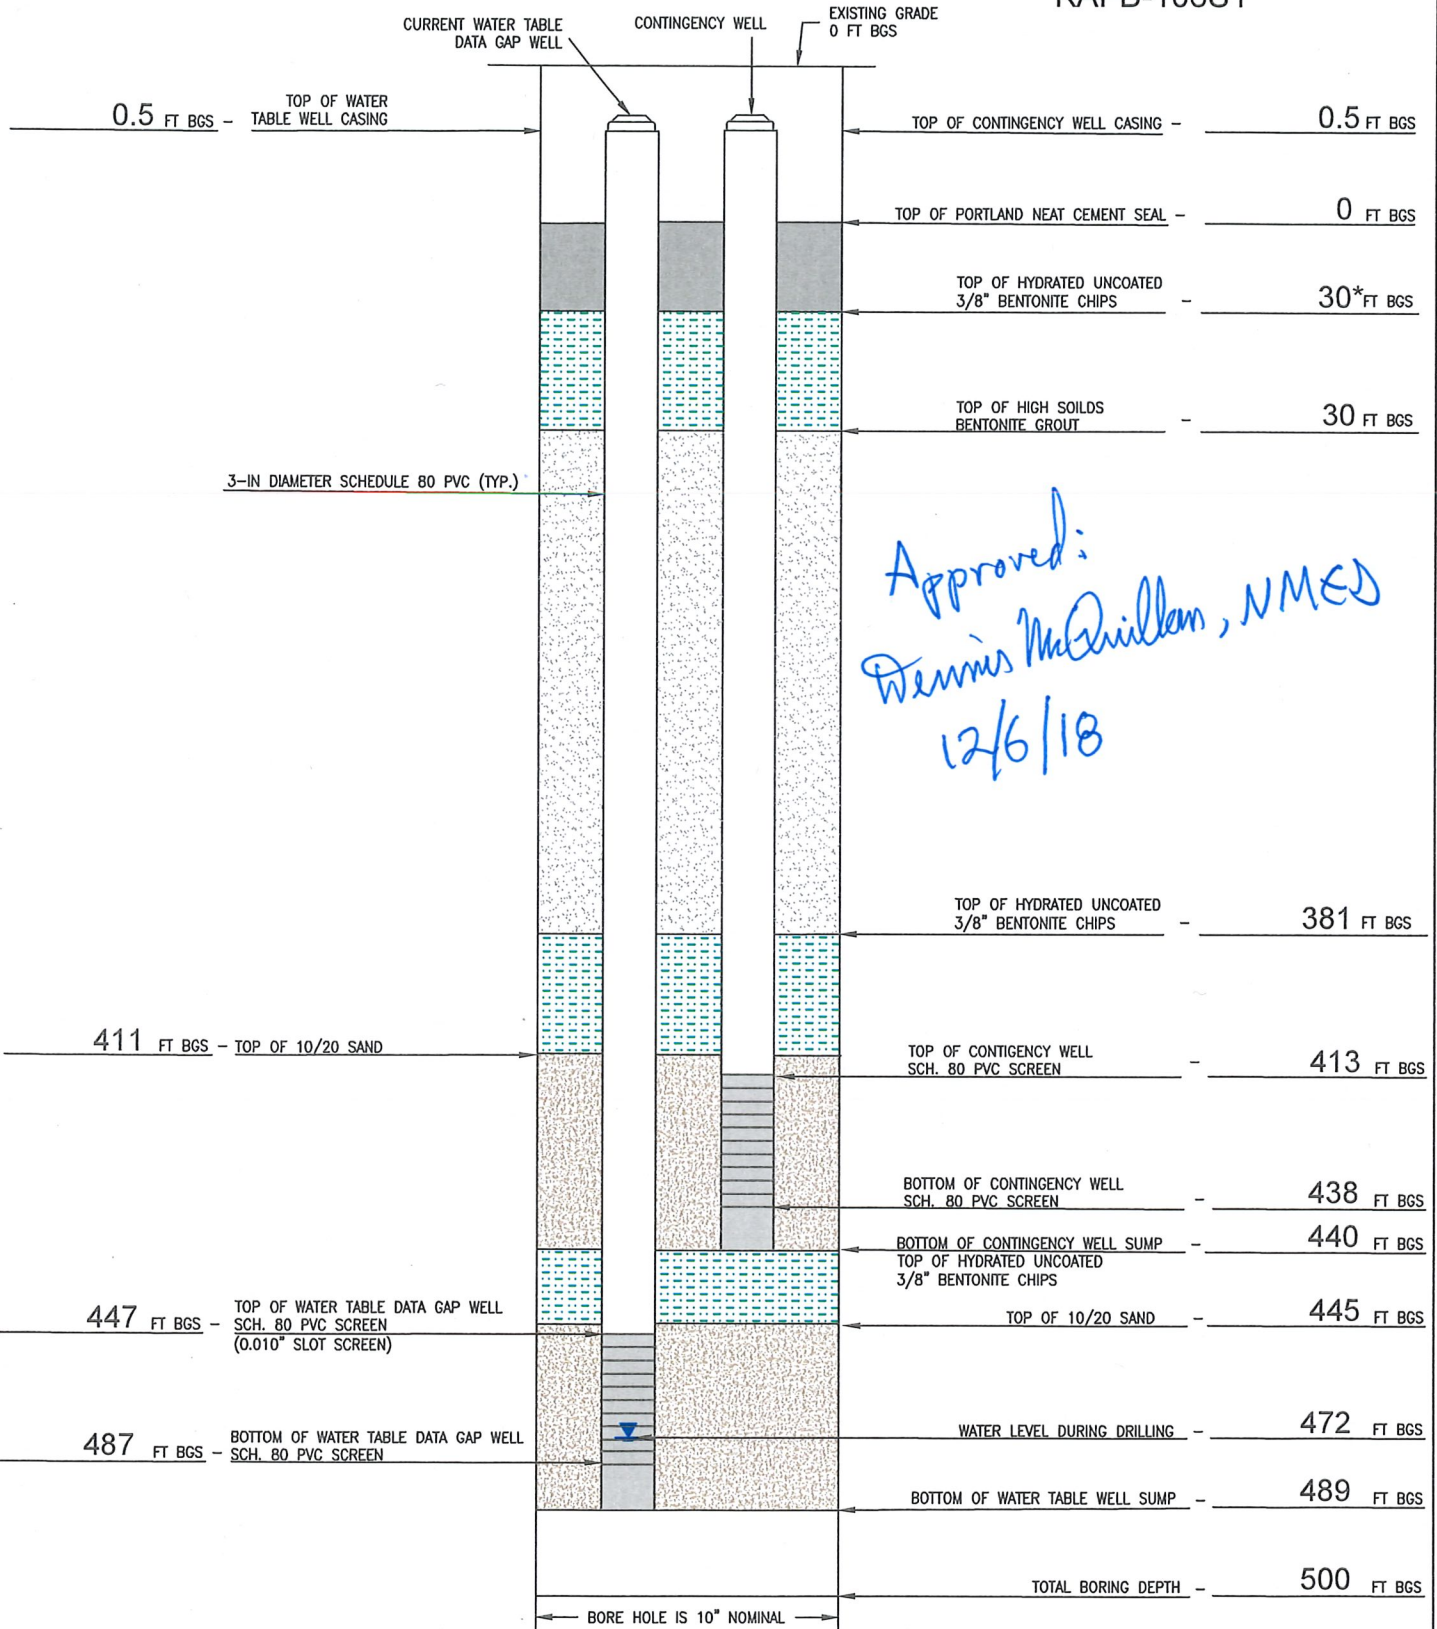 CURRENT WATER TABLE
DATA GAP WELL
CONTINGENCY WELL
EXISTING GRADE
0 FT BGS
0.5 FT BGS - TOP OF WATER
TABLE WELL CASING
TOP OF CONTINGENCY WELL CASING - 0.5 FT BGS
TOP OF PORTLAND NEAT CEMENT SEAL - 0 FT BGS
TOP OF HYDRATED UNCOATED
3/8" BENTONITE CHIPS - 30* FT BGS
TOP OF HIGH SOILDS
BENTONITE GROUT - 30 FT BGS
3-IN DIAMETER SCHEDULE 80 PVC (TYP.)
Approved:
Dennis McQuillan, NMED
12/6/18
TOP OF HYDRATED UNCOATED
3/8" BENTONITE CHIPS - 381 FT BGS
411 FT BGS - TOP OF 10/20 SAND
TOP OF CONTIGENCY WELL
SCH. 80 PVC SCREEN - 413 FT BGS
BOTTOM OF CONTINGENCY WELL
SCH. 80 PVC SCREEN - 438 FT BGS
BOTTOM OF CONTINGENCY WELL SUMP - 440 FT BGS
TOP OF HYDRATED UNCOATED
3/8" BENTONITE CHIPS
447 FT BGS - TOP OF WATER TABLE DATA GAP WELL
SCH. 80 PVC SCREEN
(0.010" SLOT SCREEN)
TOP OF 10/20 SAND - 445 FT BGS
WATER LEVEL DURING DRILLING - 472 FT BGS
487 FT BGS - BOTTOM OF WATER TABLE DATA GAP WELL
SCH. 80 PVC SCREEN
BOTTOM OF WATER TABLE WELL SUMP - 489 FT BGS
TOTAL BORING DEPTH - 500 FT BGS
BORE HOLE IS 10" NOMINAL